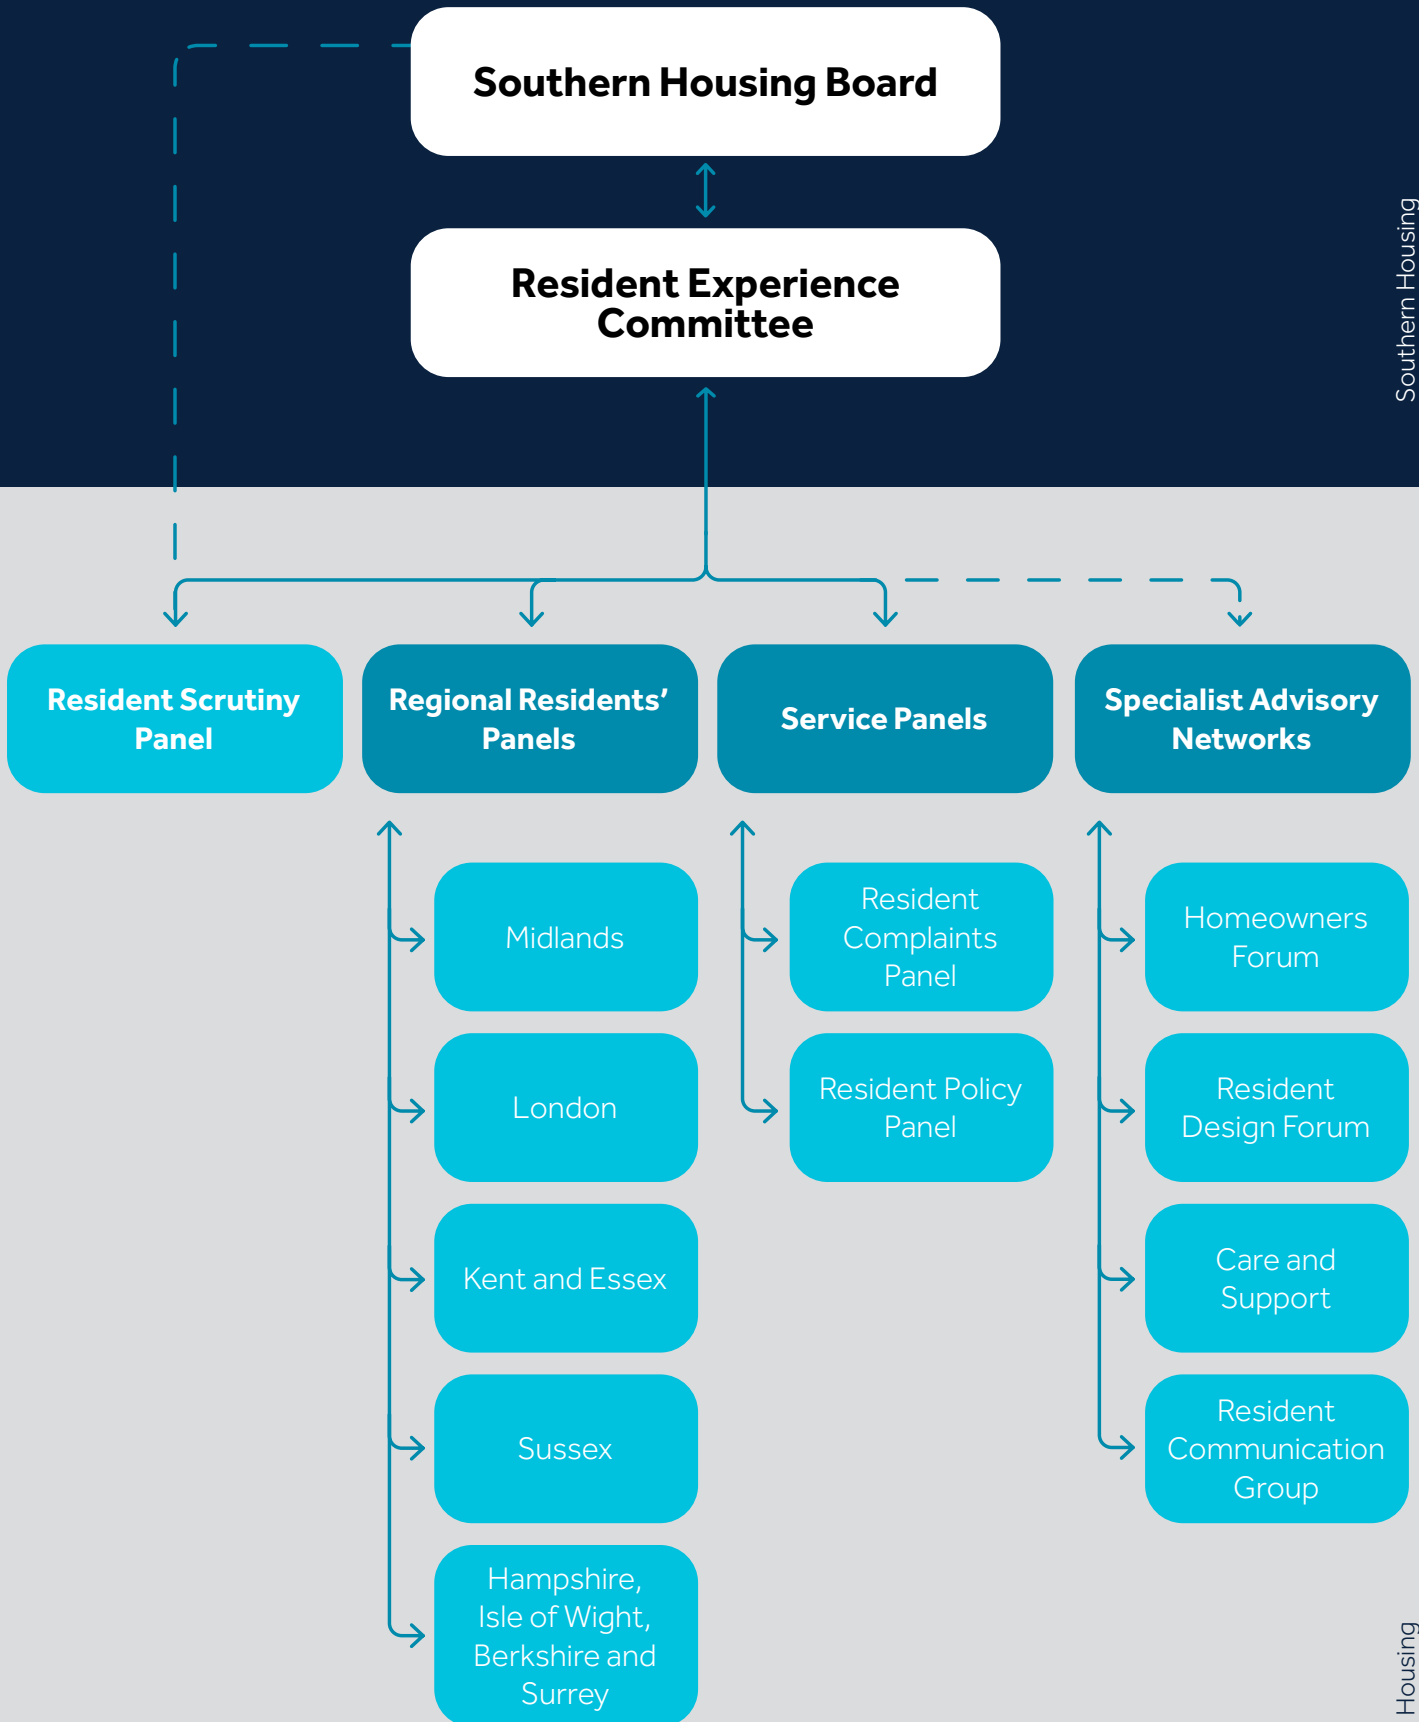 Southern Housing Board
Resident Experience
Committee
Southern Housing
Resident Scrutiny
Panel
Regional Residents’
Panels
Service Panels
Specialist Advisory
Networks
Midlands
London
Kent and Essex
Sussex
Hampshire,
Isle of Wight,
Berkshire and
Surrey
Resident
Complaints
Panel
Resident Policy
Panel
Homeowners
Forum
Resident
Design Forum
Care and
Support
Resident
Communication
Group
Housing